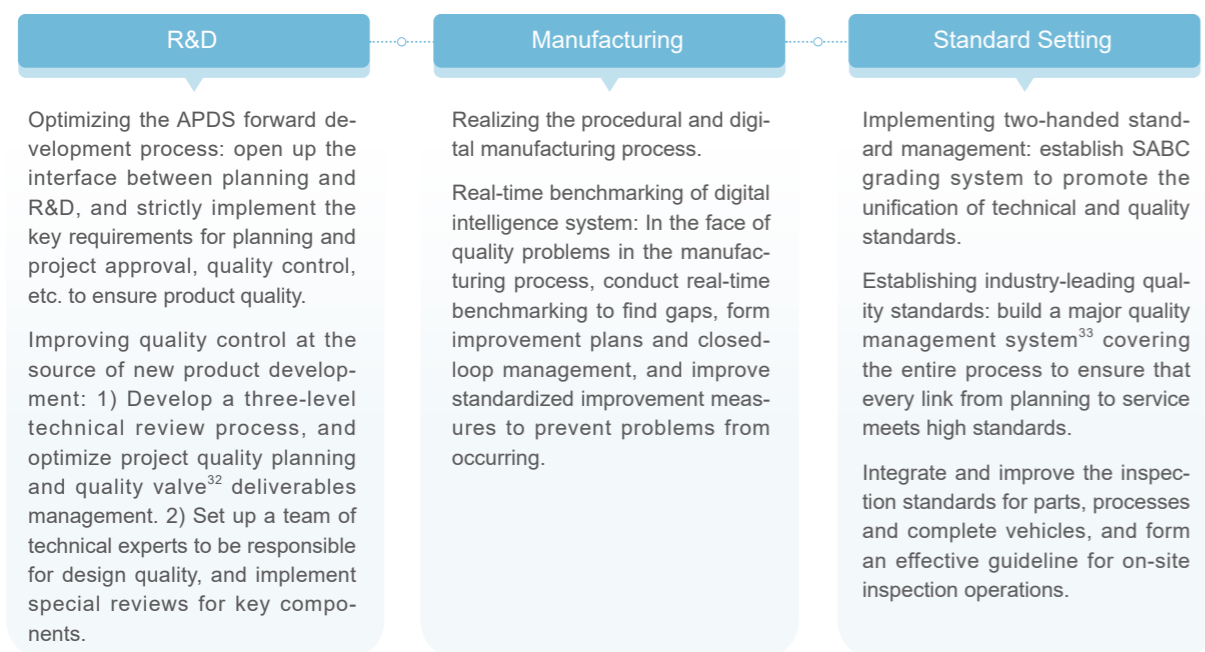 R&D
Optimizing the APDS forward de-
velopment process: open up the
interface between planning and
R&D, and strictly implement the
key requirements for planning and
project approval, quality control,
etc. to ensure product quality.
Improving quality control at the
source of new product develop-
ment: 1) Develop a three-level
technical review process, and
optimize project quality planning
and quality valve32 deliverables
management. 2) Set up a team of
technical experts to be responsible
for design quality, and implement
special reviews for key compo-
nents.
Manufacturing
Realizing the procedural and digi-
tal manufacturing process.
Real-time benchmarking of digital
intelligence system: In the face of
quality problems in the manufac-
turing process, conduct real-time
benchmarking to find gaps, form
improvement plans and closed-
loop management, and improve
standardized improvement meas-
ures to prevent problems from
occurring.
Standard Setting
Implementing two-handed stand-
ard management: establish SABC
grading system to promote the
unification of technical and quality
standards.
Establishing industry-leading qual-
ity standards: build a major quality
management system33 covering
the entire process to ensure that
every link from planning to service
meets high standards.
Integrate and improve the inspec-
tion standards for parts, processes
and complete vehicles, and form
an effective guideline for on-site
inspection operations.